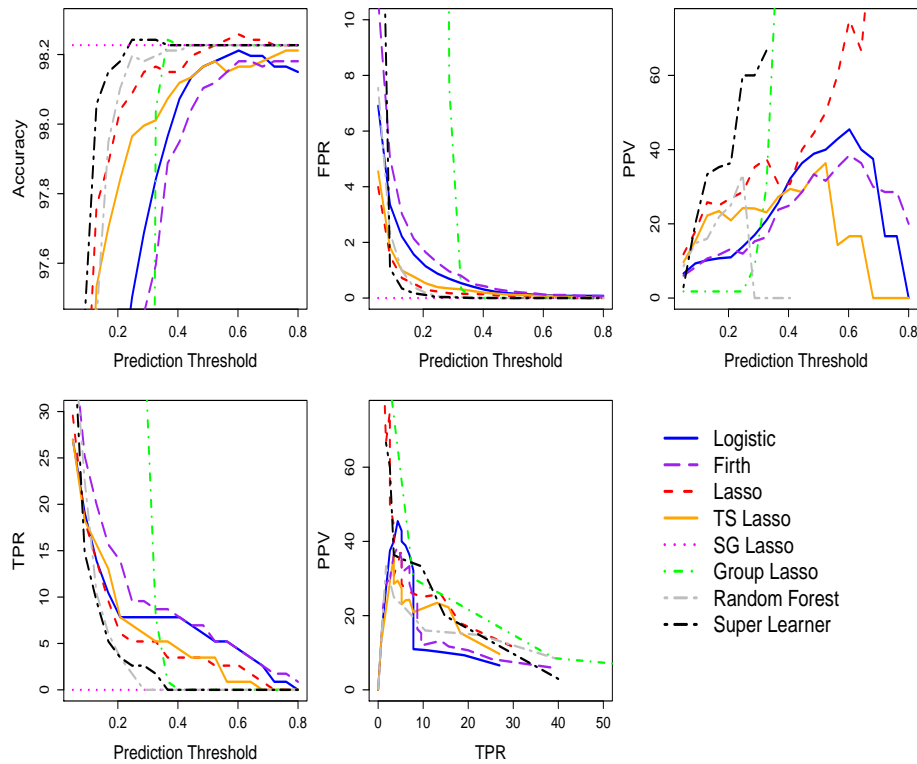 Accuracy
97.6
97.8
98.0
98.2
0.2
0.4
0.6
0.8
Prediction Threshold
FPR
0
2
4
6
8
10
0.2
0.4
0.6
0.8
Prediction Threshold
PPV
0
20
40
60
0.2
0.4
0.6
0.8
Prediction Threshold
TPR
0
5
10
15
20
25
30
0.2
0.4
0.6
0.8
Prediction Threshold
PPV
0
20
40
60
0
10
20
30
40
50
TPR
Logistic
Firth
Lasso
TS Lasso
SG Lasso
Group Lasso
Random Forest
Super Learner